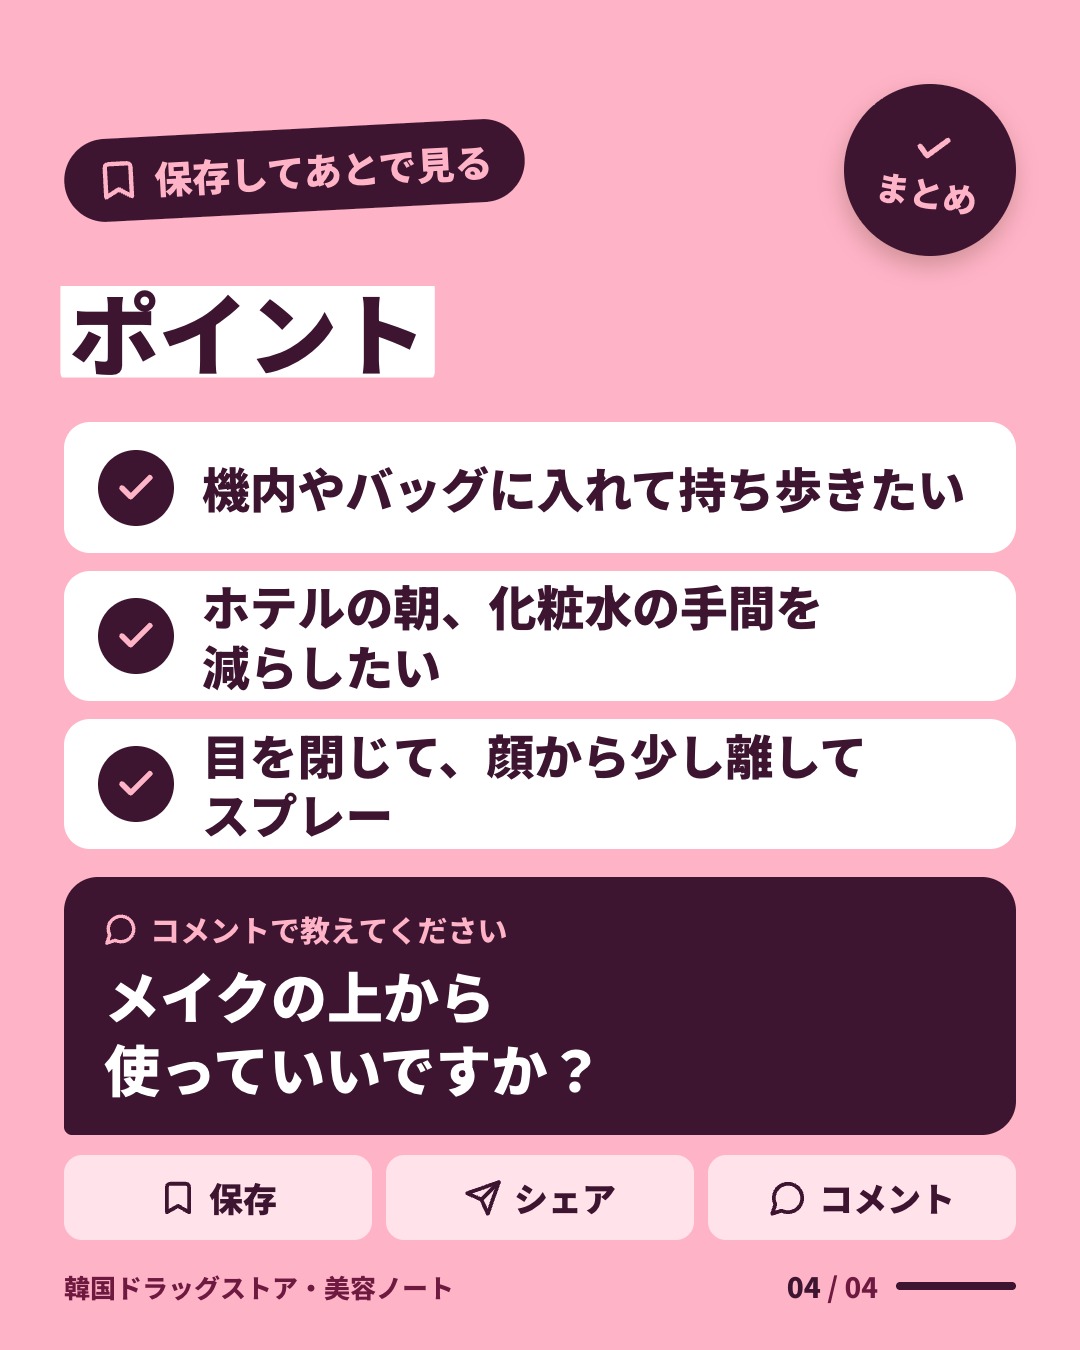 保存してあとで見る
まとめ
ポイント
機内やバッグに入れて持ち歩きたい
ホテルの朝、化粧水の手間を
減らしたい
目を閉じて、顔から少し離して
スプレー
コメントで教えてください
メイクの上から
使っていいですか？
保存
シェア
コメント
韓国ドラッグストア・美容ノート
04 / 04